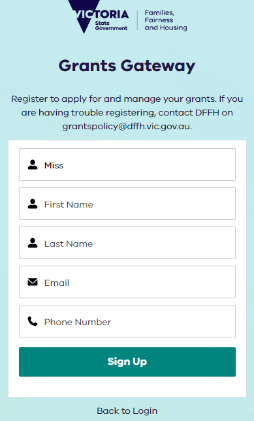 VICTORIA
State
Government
Families,
Fairness
and Housing
Grants Gateway
Register to apply for and manage your grants. If you
are having trouble registering, contact DFFH on
grantspolicy@dffh.vic.gov.au.
Miss
First Name
Last Name
Email
Phone Number
Sign Up
Back to Login